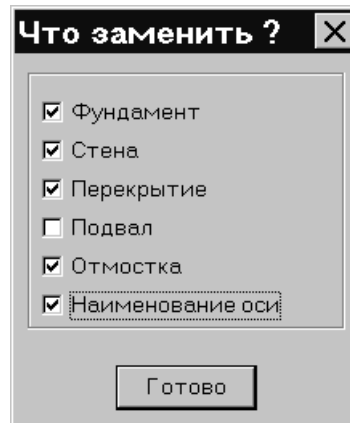 Что заменить ?
Фундамент
Стена
Перекрытие
Подвал
Отмостка
Наименование оси
Готово